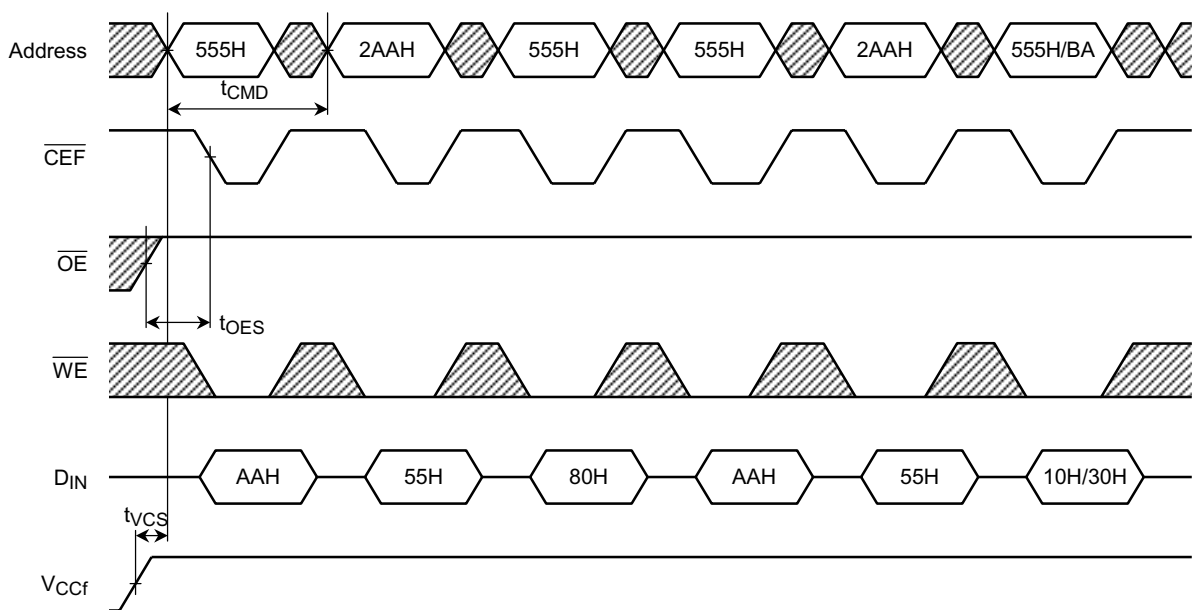 Address 555H 2AAH 555H 555H 2AAH 555H/BA
tCMD
CEF
OE
tOES
WE
DIN AAH 55H 80H AAH 55H 10H/30H
tVCS
VCCf